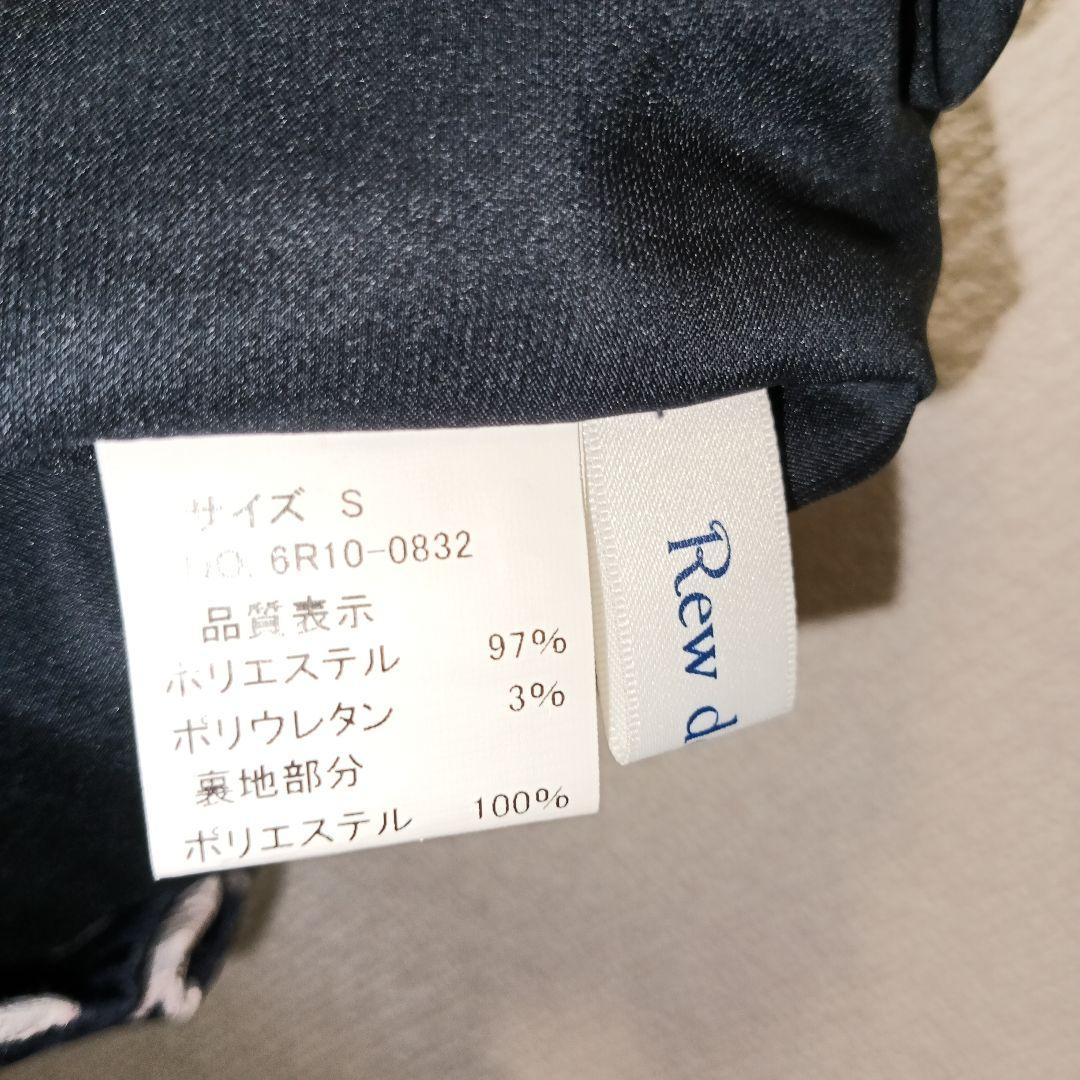 サイズ S
NO. 6R10-0832
品質表示
ポリエステル 97%
ポリウレタン 3%
裏地部分
ポリエステル 100%
Rew d